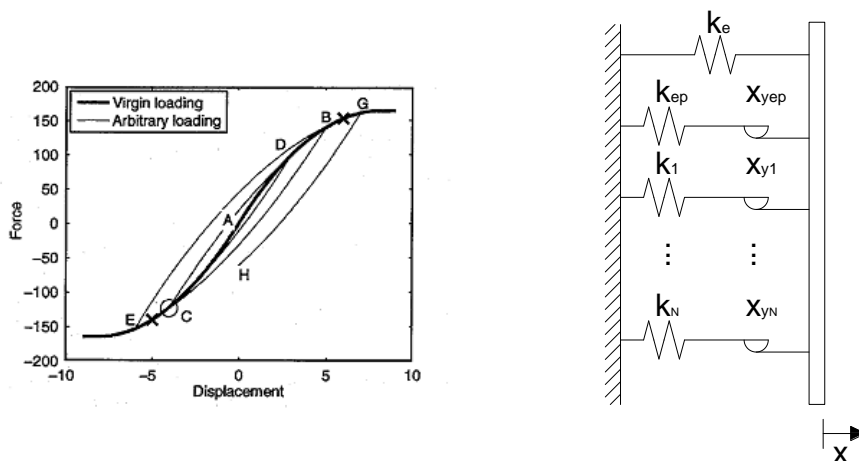 200
150
100
50
0
−50
−100
−150
−200
Force
Virgin loading
Arbitrary loading
G
B
D
A
H
E
C
−10
−5
0
5
10
Displacement
ke
kep
xyep
k1
xy1
⋮
⋮
kN
xyN
x